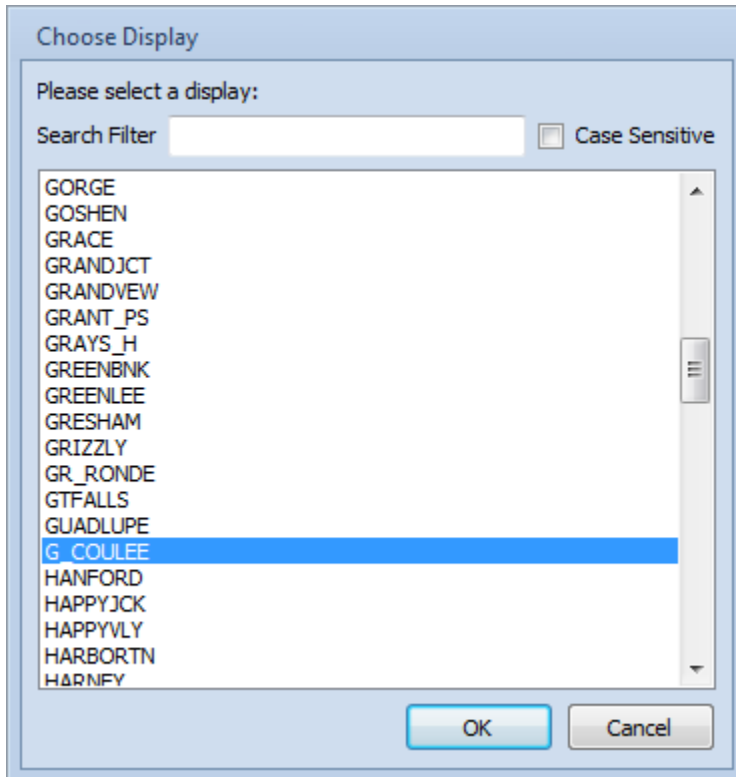 Choose Display
Please select a display:
Search Filter Case Sensitive
GORGE
GOSHEN
GRACE
GRANDJCT
GRANDVEW
GRANT_PS
GRAYS_H
GREENBNK
GREENLEE
GRESHAM
GRIZZLY
GR_RONDE
GTFALLS
GUADLUPE
G_COULEE
HANFORD
HAPPYJCK
HAPPYVLY
HARBORTN
HARNEY
OK Cancel